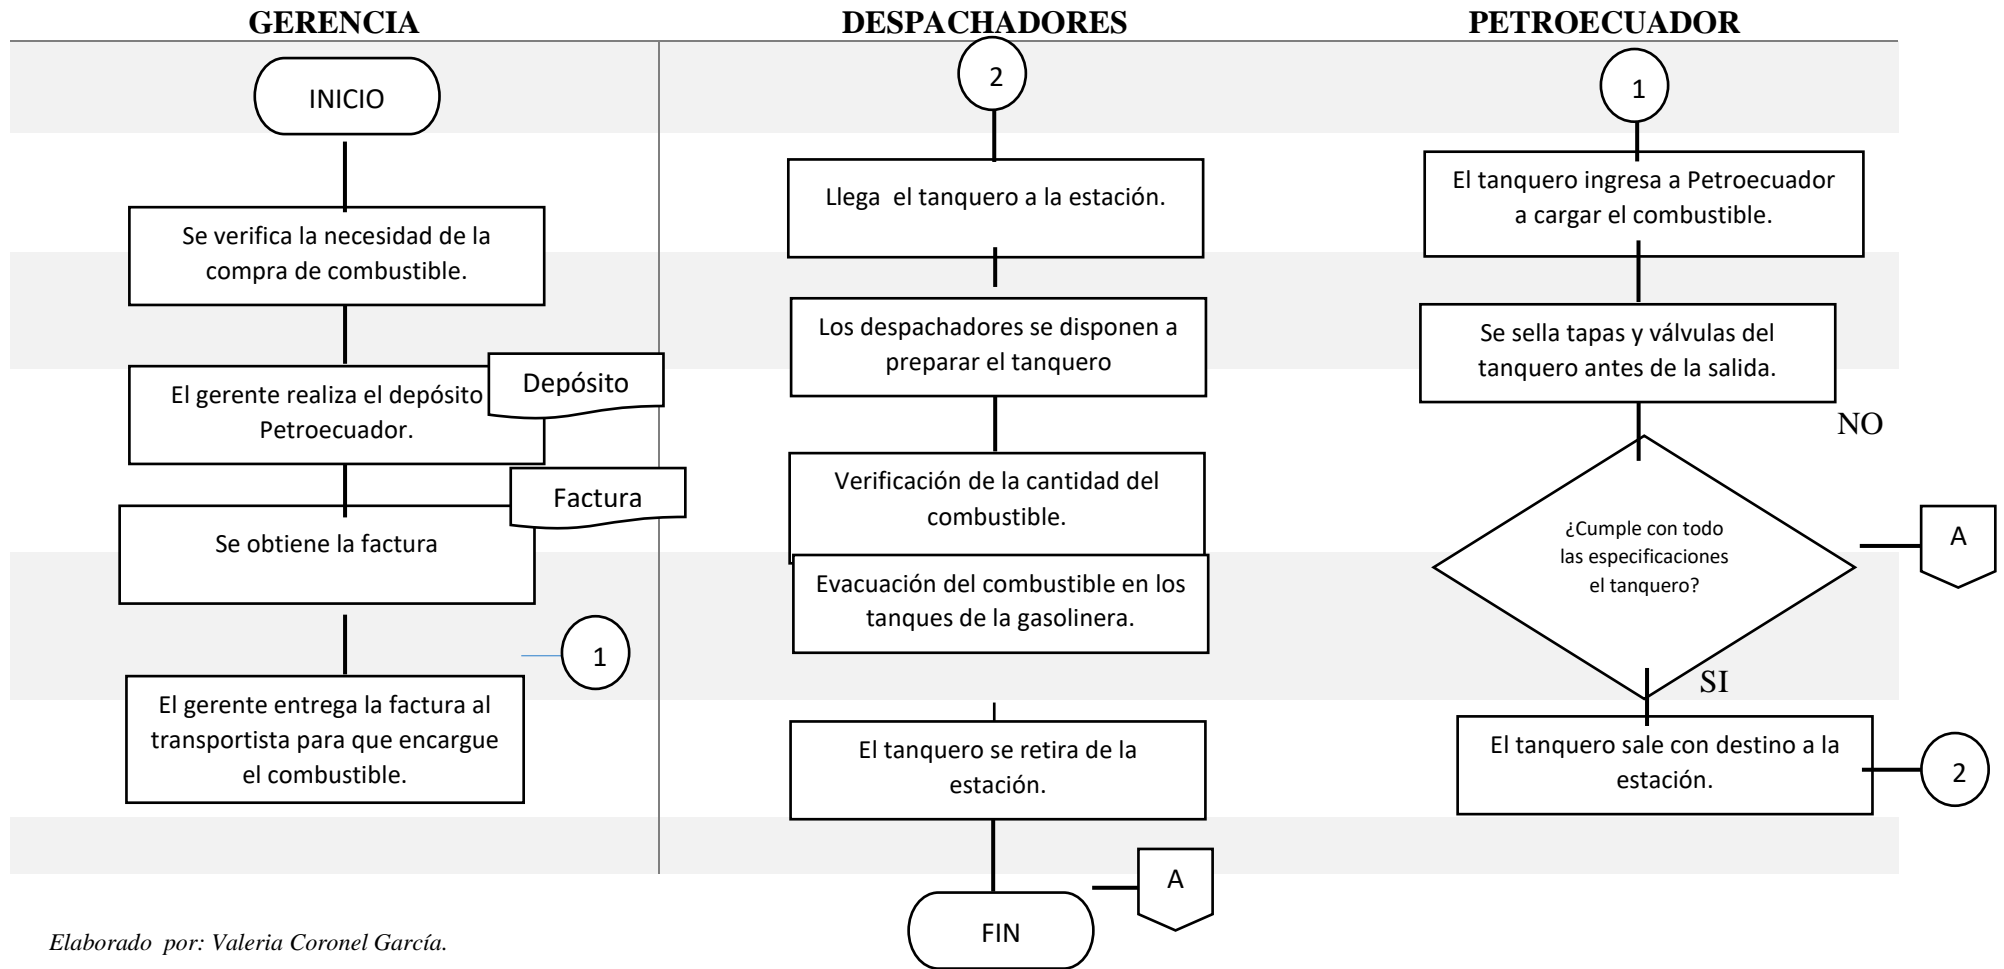 GERENCIA
INICIO
Se verifica la necesidad de la
compra de combustible.
El gerente realiza el depósito
Petroecuador.
Depósito
Factura
Se obtiene la factura
1
El gerente entrega la factura al
transportista para que encargue
el combustible.
DESPACHADORES
2
Llega  el tanquero a la estación.
Los despachadores se disponen a
preparar el tanquero
Verificación de la cantidad del
combustible.
Evacuación del combustible en los
tanques de la gasolinera.
El tanquero se retira de la
estación.
A
FIN
PETROECUADOR
1
El tanquero ingresa a Petroecuador
a cargar el combustible.
Se sella tapas y válvulas del
tanquero antes de la salida.
NO
¿Cumple con todo
las especificaciones
el tanquero?
A
SI
El tanquero sale con destino a la
estación.
2
Elaborado  por: Valeria Coronel García.